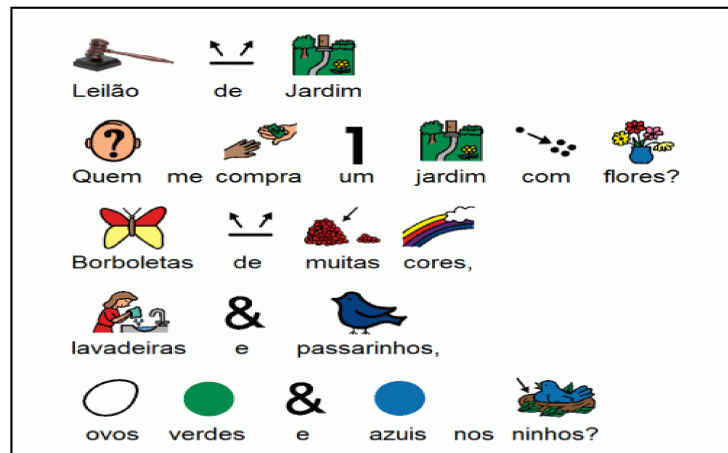 Leilão de Jardim
Quem me compra um jardim com flores?
Borboletas de muitas cores,
lavadeiras e passarinhos,
ovos verdes e azuis nos ninhos?